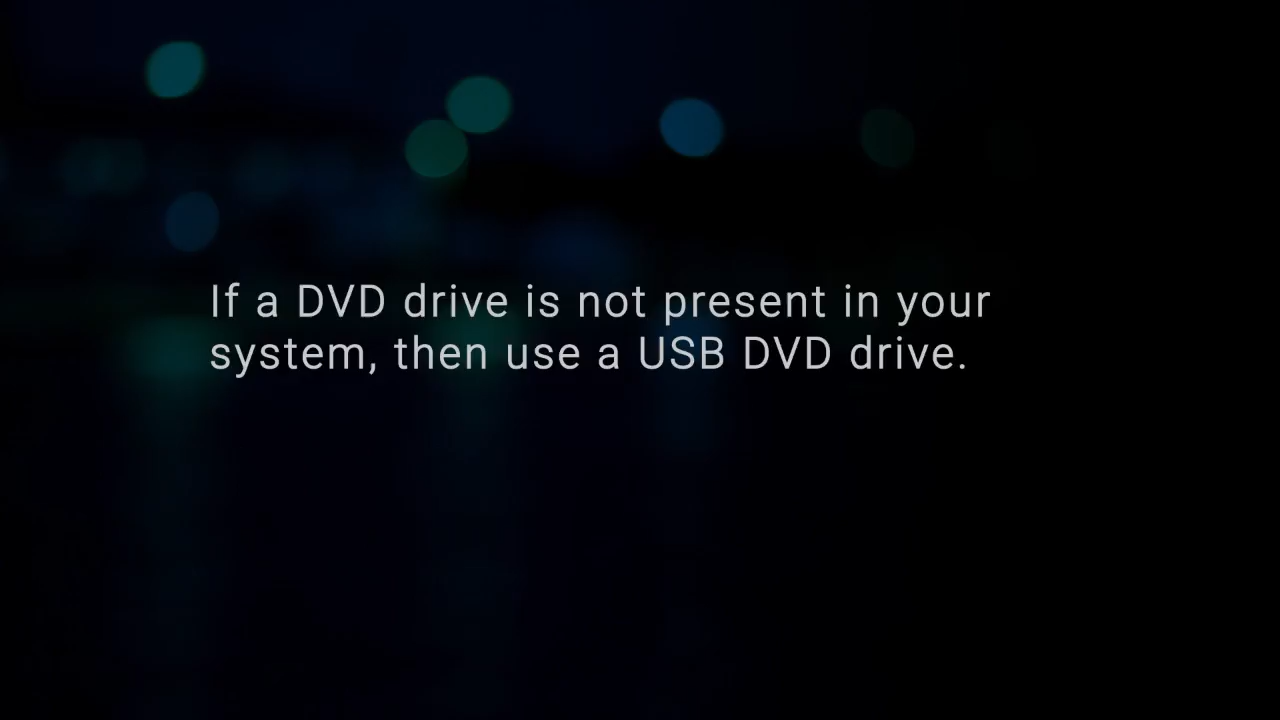 If a DVD drive is not present in your
system, then use a USB DVD drive.